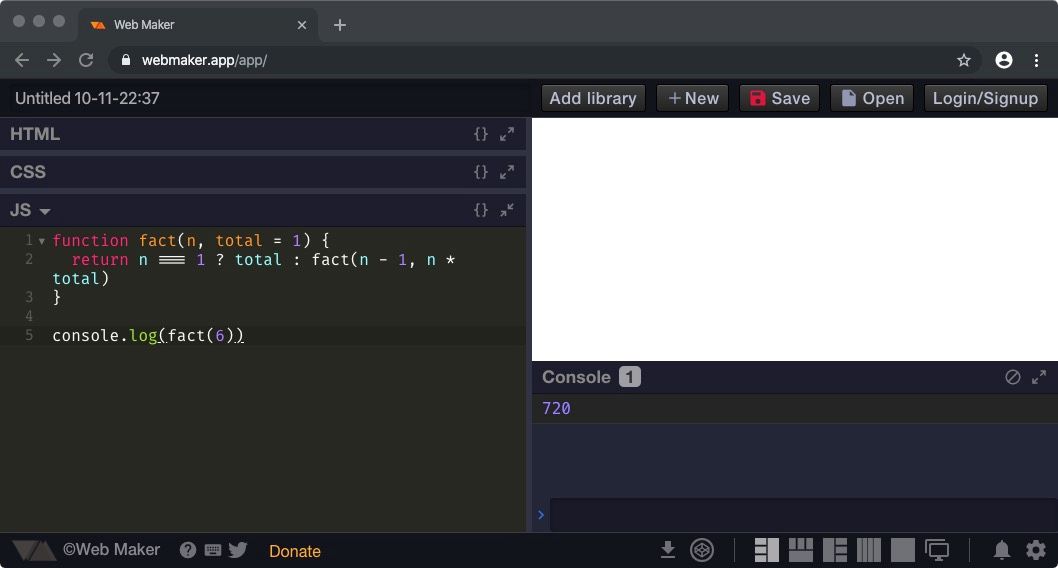 Web Maker
webmaker.app/app/
Untitled 10-11-22:37
Add library
+ New
Save
Open
Login/Signup
HTML
{}
CSS
{}
JS
{}
1 function fact(n, total = 1) {
2 return n === 1 ? total : fact(n - 1, n *
total)
3 }
4
5 console.log(fact(6))
Console 1
720
©Web Maker
Donate